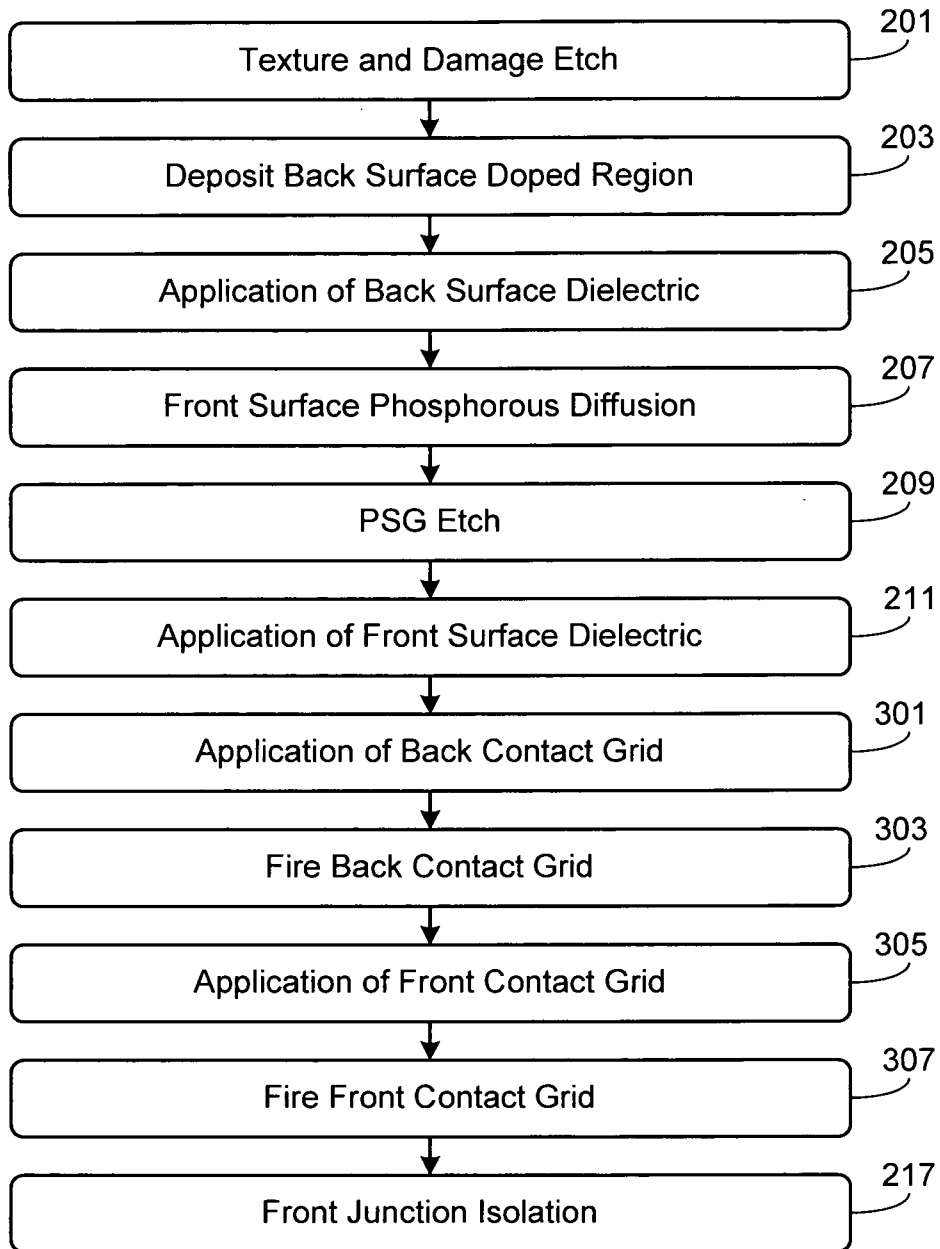 201
Texture and Damage Etch
203
Deposit Back Surface Doped Region
205
Application of Back Surface Dielectric
207
Front Surface Phosphorous Diffusion
209
PSG Etch
211
Application of Front Surface Dielectric
301
Application of Back Contact Grid
303
Fire Back Contact Grid
305
Application of Front Contact Grid
307
Fire Front Contact Grid
217
Front Junction Isolation